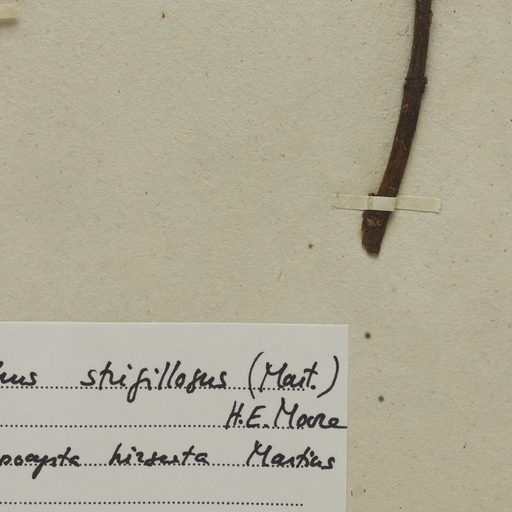 strigillosus (Mart.)
H.E. Moore
hirsuta Martius